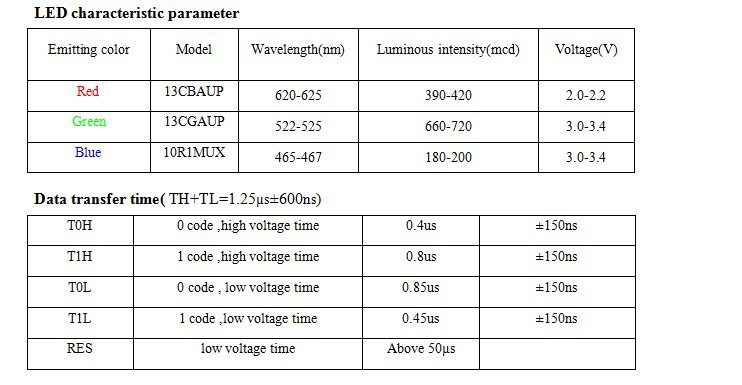 LED characteristic parameter
Emitting color Model Wavelength(nm) Luminous intensity(mcd) Voltage(V)
Red 13CBAUP 620-625 390-420 2.0-2.2
Green 13CGAUP 522-525 660-720 3.0-3.4
Blue 10R1MUX 465-467 180-200 3.0-3.4
Data transfer time( TH+TL=1.25μs±600ns)
T0H 0 code ,high voltage time 0.4us ±150ns
T1H 1 code ,high voltage time 0.8us ±150ns
T0L 0 code , low voltage time 0.85us ±150ns
T1L 1 code ,low voltage time 0.45us ±150ns
RES low voltage time Above 50μs